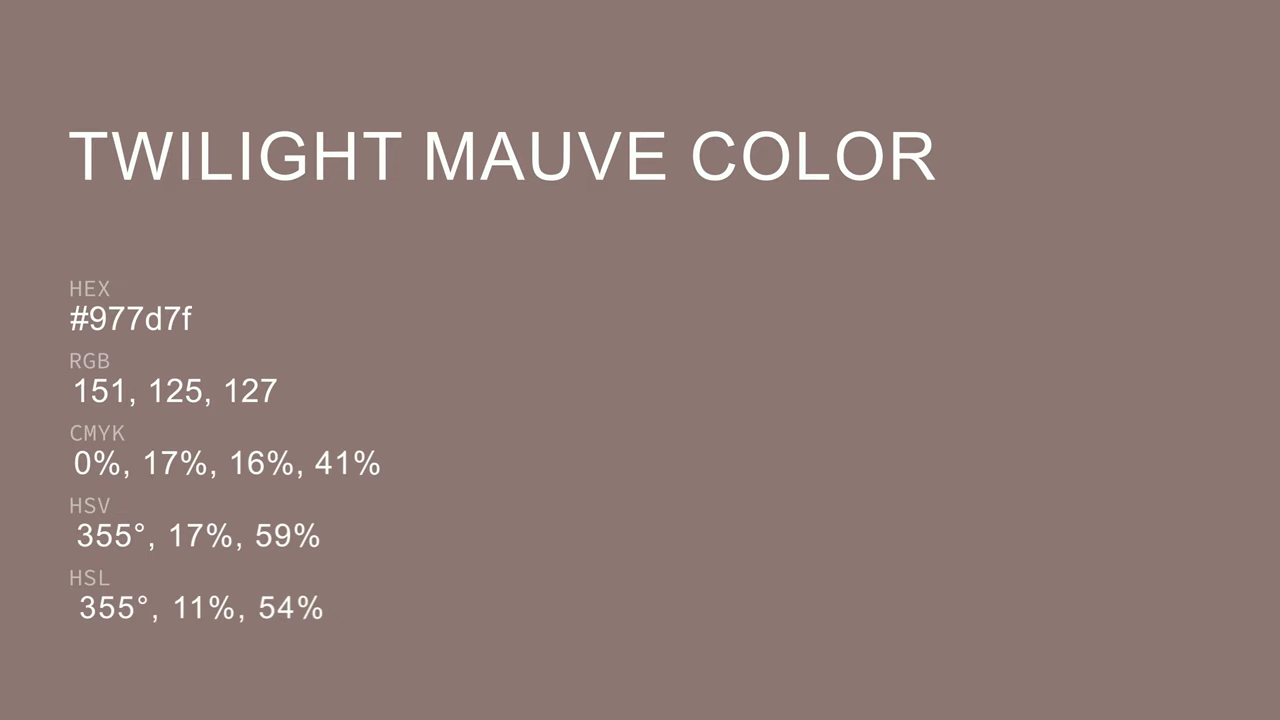 TWILIGHT MAUVE COLOR
HEX
#977d7f
RGB
151, 125, 127
CMYK
0%, 17%, 16%, 41%
HSV
355°, 17%, 59%
HSL
355°, 11%, 54%